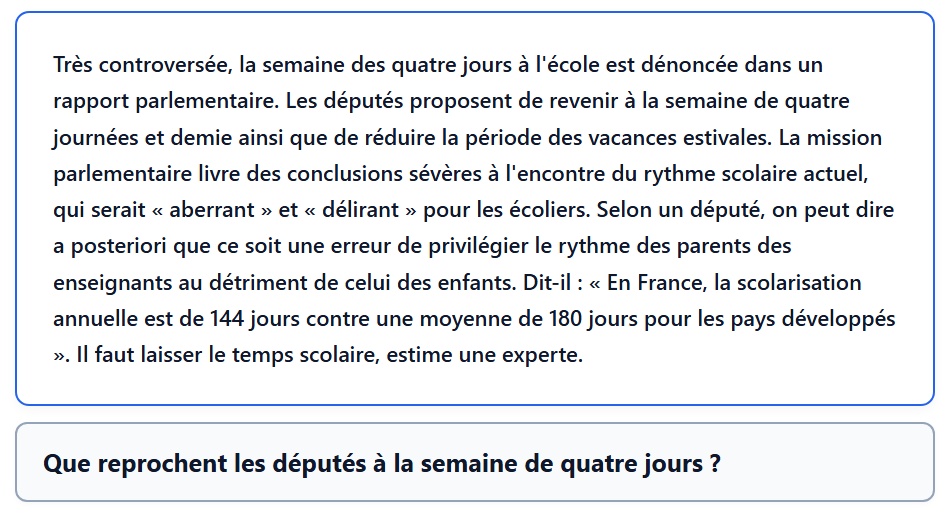 Très controversée, la semaine des quatre jours à l'école est dénoncée dans un
rapport parlementaire. Les députés proposent de revenir à la semaine de quatre
journées et demie ainsi que de réduire la période des vacances estivales. La mission
parlementaire livre des conclusions sévères à l'encontre du rythme scolaire actuel,
qui serait « aberrant » et « délirant » pour les écoliers. Selon un député, on peut dire
a posteriori que ce soit une erreur de privilégier le rythme des parents des
enseignants au détriment de celui des enfants. Dit-il : « En France, la scolarisation
annuelle est de 144 jours contre une moyenne de 180 jours pour les pays développés
». Il faut laisser le temps scolaire, estime une experte.
Que reprochent les députés à la semaine de quatre jours ?